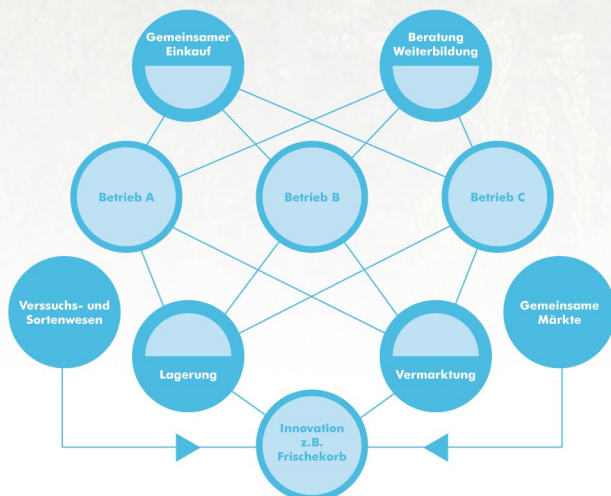 Gemeinsamer
Einkauf
Beratung
Weiterbildung
Betrieb A
Betrieb B
Betrieb C
Verssuchs- und
Sortenwesen
Gemeinsame
Märkte
Lagerung
Vermarktung
Innovation
z.B.
Frischekorb